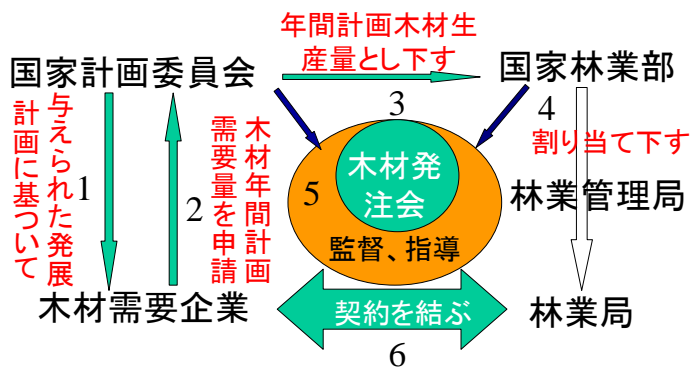 年間計画木材生
産量とし下す
国家計画委員会
国家林業部
3
4
与えられた発展
計画に基づいて
1
2
木材年間計画
需要量を申請
木材発
注会
5
監督、指導
割り当て下す
林業管理局
木材需要企業
契約を結ぶ
林業局
6